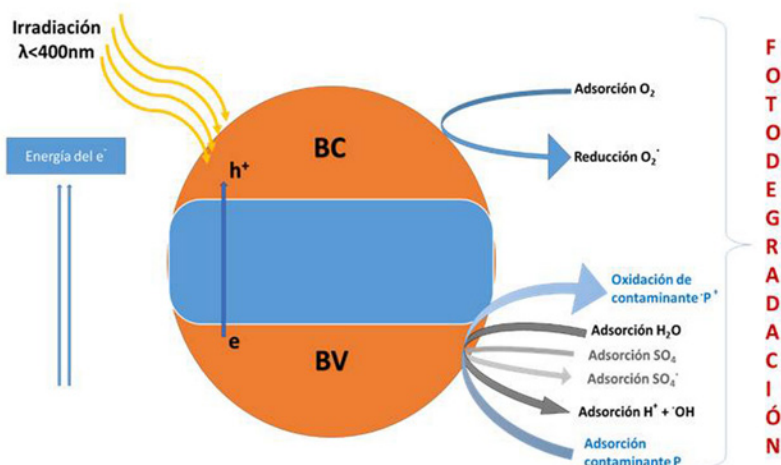 Irradiación
λ<400nm
Energía del e⁻
BC
h⁺
e
BV
Adsorción O₂
Reducción O₂˙
Oxidación de
contaminante ˙P⁺
Adsorción H₂O
Adsorción SO₄
Adsorción SO₄˙
Adsorción H⁺ + ˙OH
Adsorción
contaminante P
FOTODEGRADACIÓN